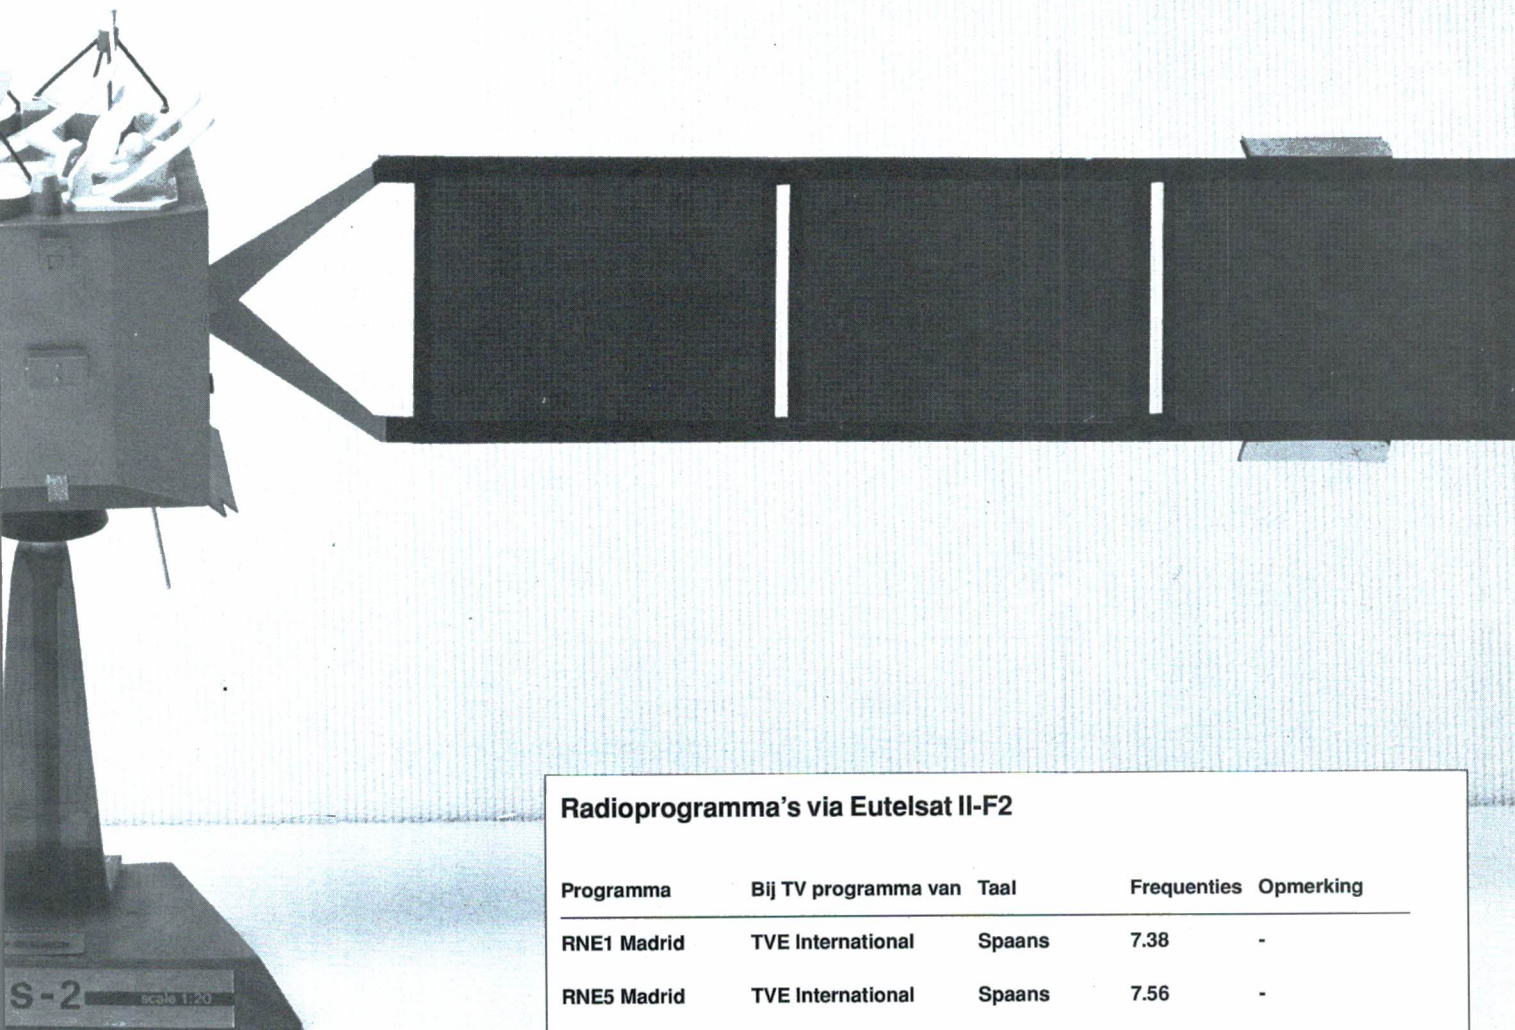 Radioprogramma's via Eutelsat II-F2
Programma Bij TV programma van Taal Frequenties Opmerking
RNE1 Madrid TVE International Spaans 7.38 -
RNE5 Madrid TVE International Spaans 7.56 -
S-2 scale 1:20